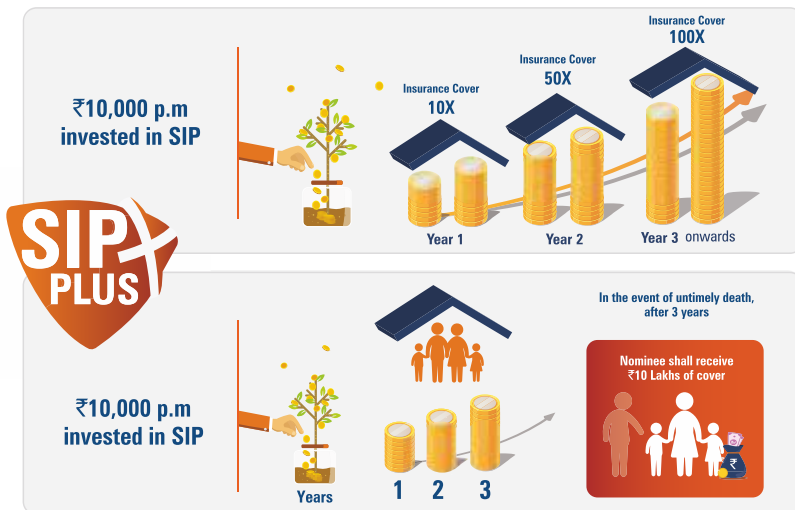 ₹10,000 p.m
invested in SIP
Insurance Cover
10X
Insurance Cover
50X
Insurance Cover
100X
Year 1
Year 2
Year 3 onwards
SIP
PLUS
₹10,000 p.m
invested in SIP
Years
1 2 3
In the event of untimely death,
after 3 years
Nominee shall receive
₹10 Lakhs of cover
₹